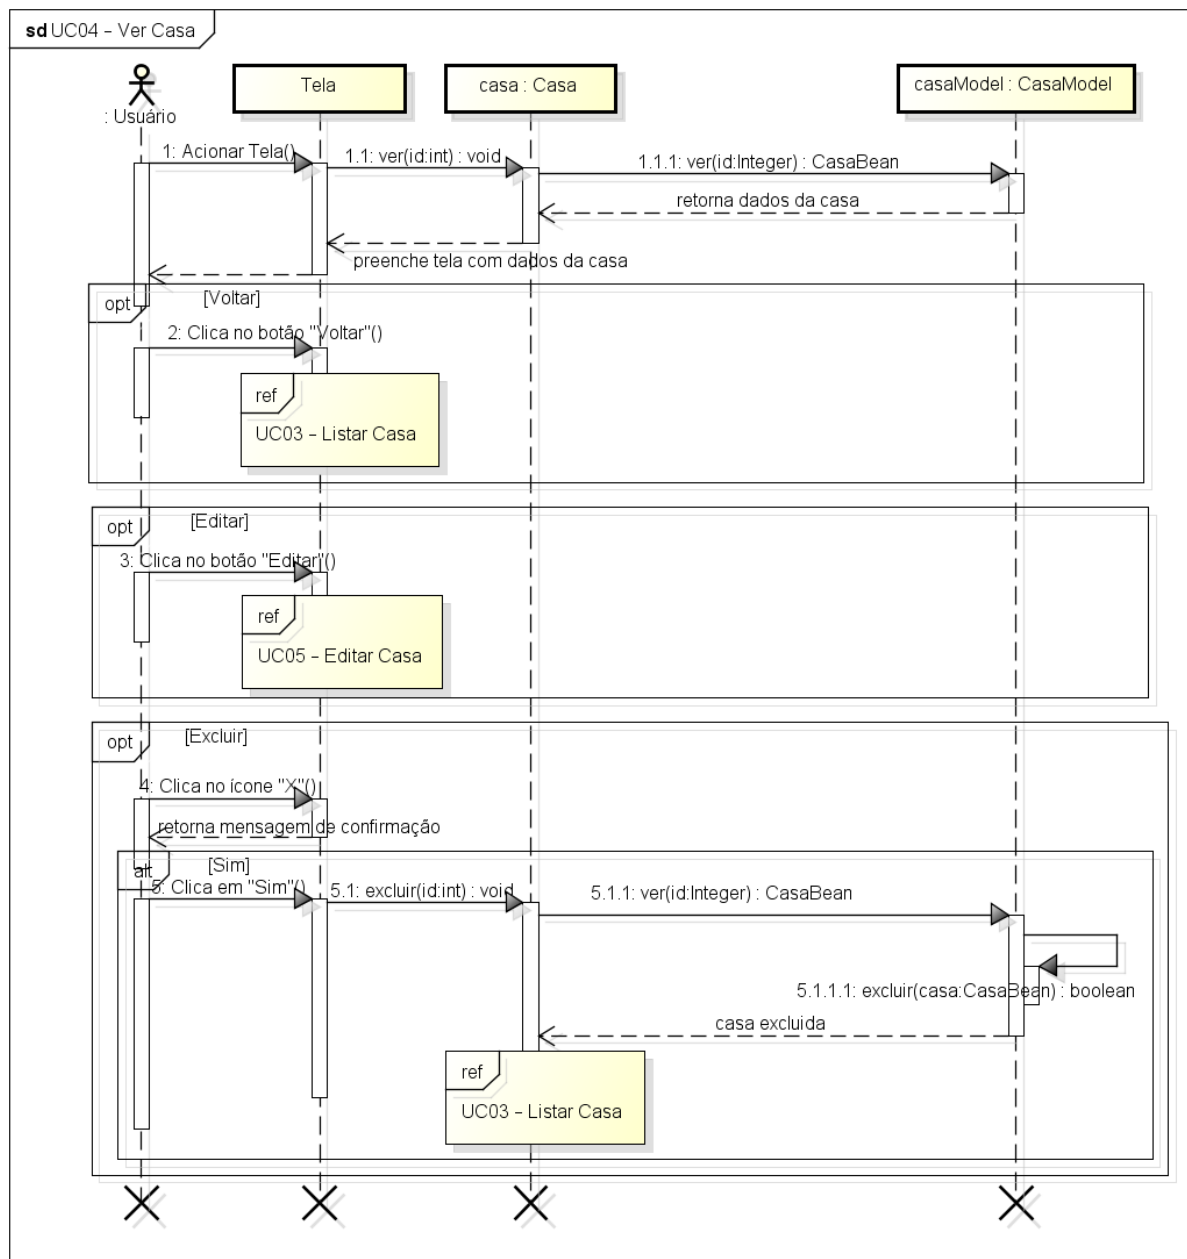 sd UC04 – Ver Casa
: Usuário
Tela
casa : Casa
casaModel : CasaModel
1: Acionar Tela()
1.1: ver(id:int) : void
1.1.1: ver(id:Integer) : CasaBean
retorna dados da casa
preenche tela com dados da casa
opt
[Voltar]
2: Clica no botão "Voltar"()
ref
UC03 – Listar Casa
opt
[Editar]
3: Clica no botão "Editar"()
ref
UC05 – Editar Casa
opt
[Excluir]
4: Clica no ícone "X"()
retorna mensagem de confirmação
alt
[Sim]
5: Clica em "Sim"()
5.1: excluir(id:int) : void
5.1.1: ver(id:Integer) : CasaBean
5.1.1.1: excluir(casa:CasaBean) : boolean
casa excluida
ref
UC03 – Listar Casa